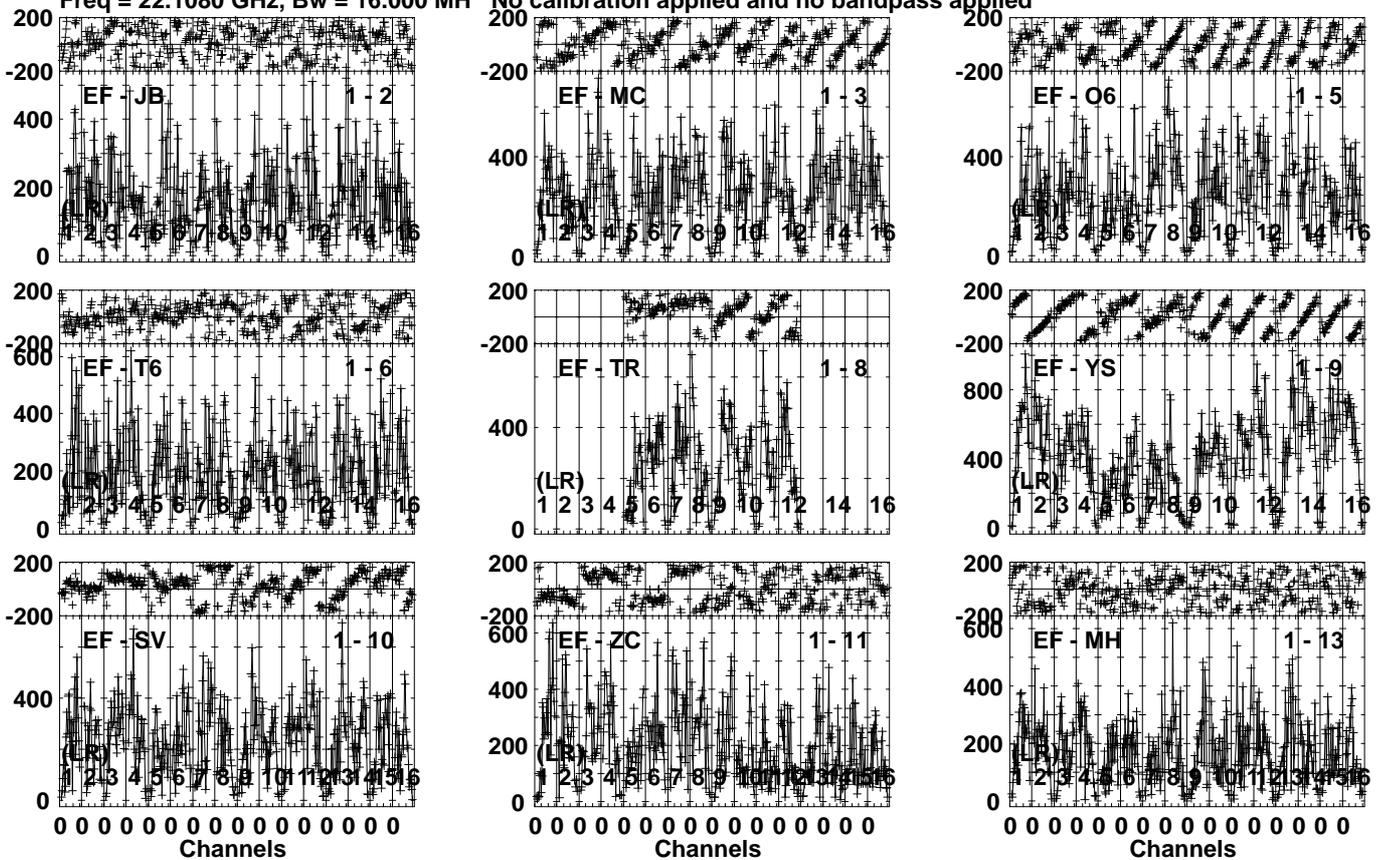 Freq = 22.1080 GHz, Bw = 16.000 MH No calibration applied and no bandpass applied
200
-200
EF - JB 1 - 2
400
200
(LR)
1 2 3 4 5 6 7 8 9 10 12 14 16
0
200
-200
EF - MC 1 - 3
400
(LR)
1 2 3 4 5 6 7 8 9 10 12 14 16
0
200
-200
EF - O6 1 - 5
400
(LR)
1 2 3 4 5 6 7 8 9 10 12 14 16
0
200
-200
600
EF - T6 1 - 6
400
200
(LR)
1 2 3 4 5 6 7 8 9 10 12 14 16
0
200
-200
EF - TR 1 - 8
400
(LR)
1 2 3 4 5 6 7 8 9 10 12 14 16
0
200
-200
EF - YS 1 - 9
800
400
(LR)
1 2 3 4 5 6 7 8 9 10 12 14 16
0
200
-200
EF - SV 1 - 10
400
(LR)
1 2 3 4 5 6 7 8 9 10 11 12 13 14 15 16
0
0 0 0 0 0 0 0 0 0 0 0 0 0 0 0 0
Channels
200
-200
600
EF - ZC 1 - 11
400
200
(LR)
1 2 3 4 5 6 7 8 9 10 11 12 13 14 15 16
0
0 0 0 0 0 0 0 0 0 0 0 0 0 0 0 0
Channels
200
-200
600
EF - MH 1 - 13
400
200
(LR)
1 2 3 4 5 6 7 8 9 10 11 12 13 14 15 16
0
0 0 0 0 0 0 0 0 0 0 0 0 0 0 0 0
Channels